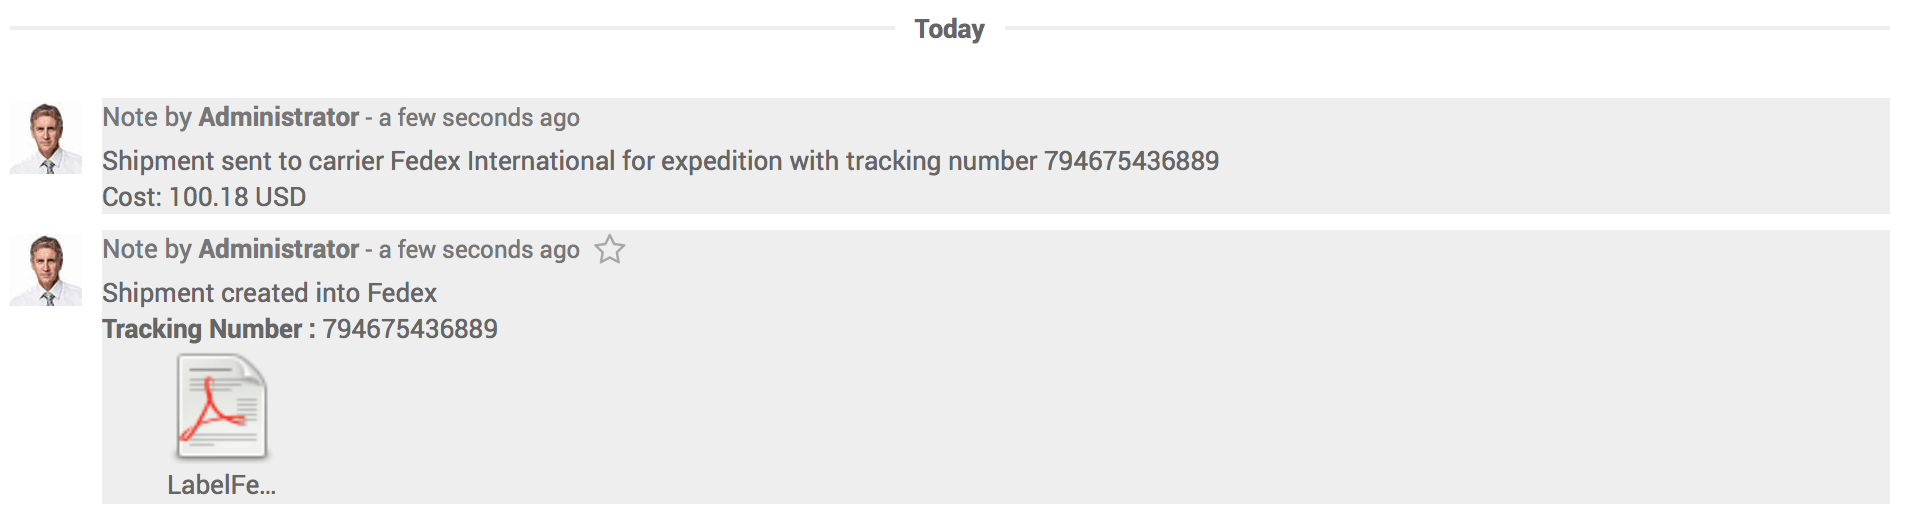 Today
Note by Administrator - a few seconds ago
Shipment sent to carrier Fedex International for expedition with tracking number 794675436889
Cost: 100.18 USD
Note by Administrator - a few seconds ago
Shipment created into Fedex
Tracking Number : 794675436889
LabelFe...